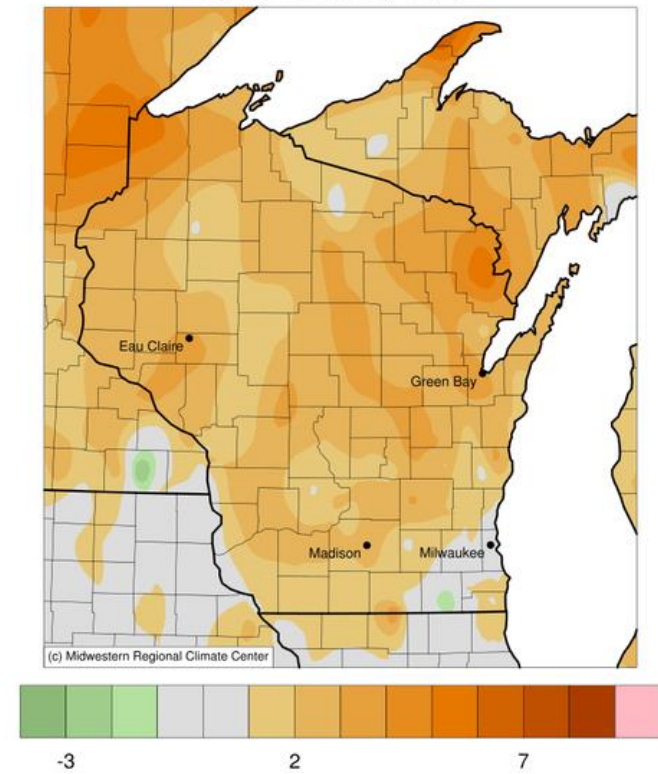 Eau Claire
Green Bay
Madison
Milwaukee
(c) Midwestern Regional Climate Center
-3 2 7